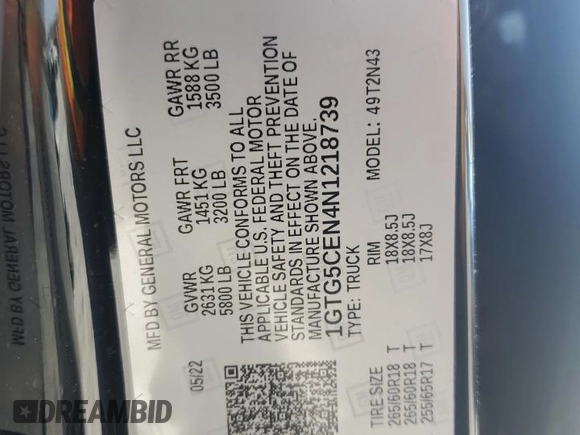 MFD BY GENERAL MOTORS LLC
05/22
GVWR GAWR FRT GAWR RR
2631 KG 1451 KG 1588 KG
5800 LB 3200 LB 3500 LB
THIS VEHICLE CONFORMS TO ALL
APPLICABLE U.S. FEDERAL MOTOR
VEHICLE SAFETY AND THEFT PREVENTION
STANDARDS IN EFFECT ON THE DATE OF
MANUFACTURE SHOWN ABOVE.
1GTG5CEN4N1218739
TYPE: TRUCK MODEL: 49T2N43
TIRE SIZE RIM
265/60R18 T 18X8.5J
265/60R18 T 18X8.5J
255/65R17 T 17X8J
DREAMBID